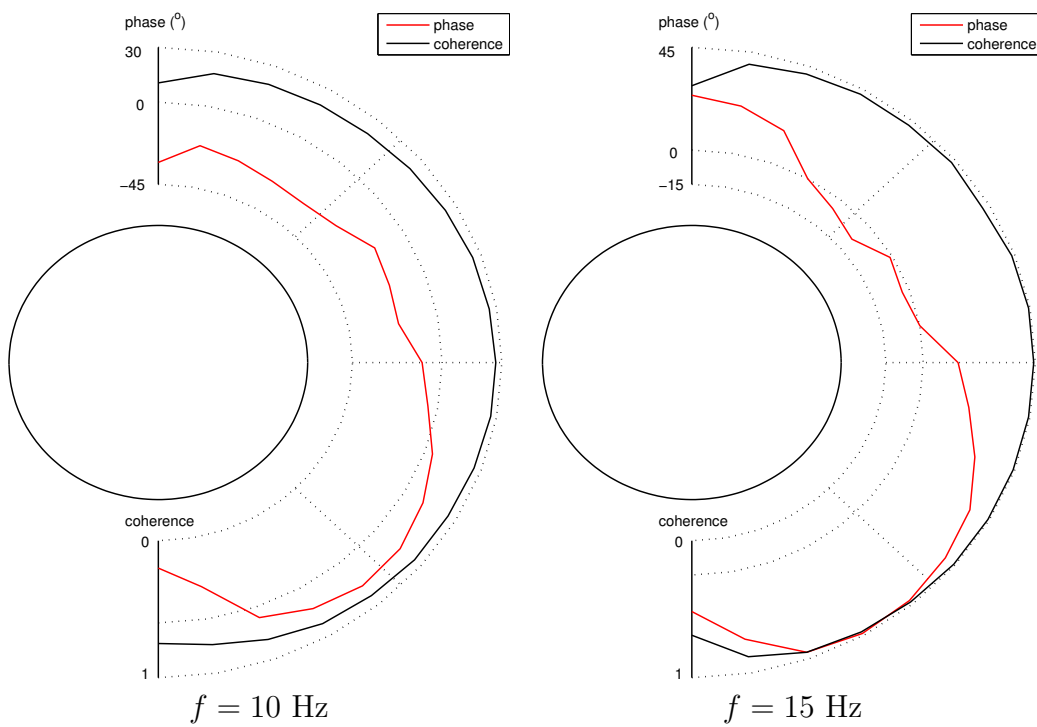 phase (°)
phase
coherence
30
0
−45
coherence
0
1
f = 10 Hz
phase (°)
phase
coherence
45
0
−15
coherence
0
1
f = 15 Hz